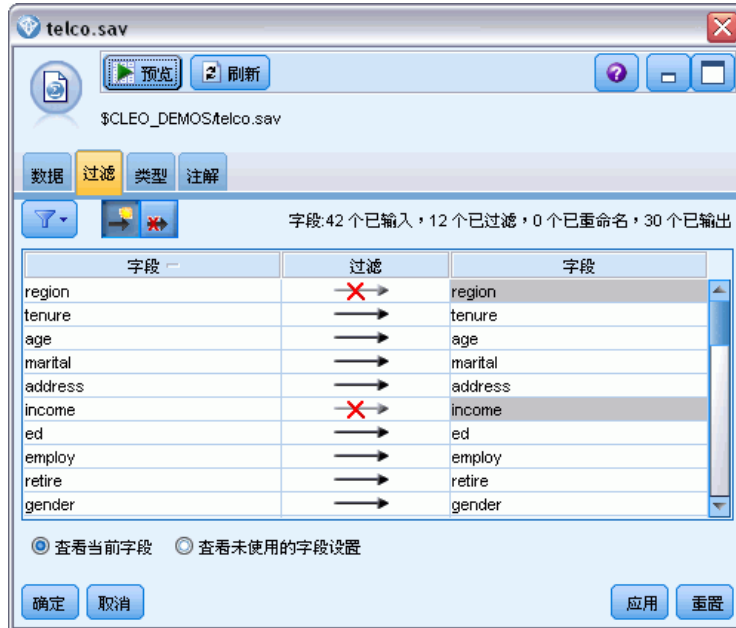 telco.sav
预览 刷新
$CLEO_DEMOS/telco.sav
数据 过滤 类型 注解
字段:42 个已输入，12 个已过滤，0 个已重命名，30 个已输出
字段 过滤 字段
region region
tenure tenure
age age
marital marital
address address
income income
ed ed
employ employ
retire retire
gender gender
查看当前字段 查看未使用的字段设置
确定 取消 应用 重置